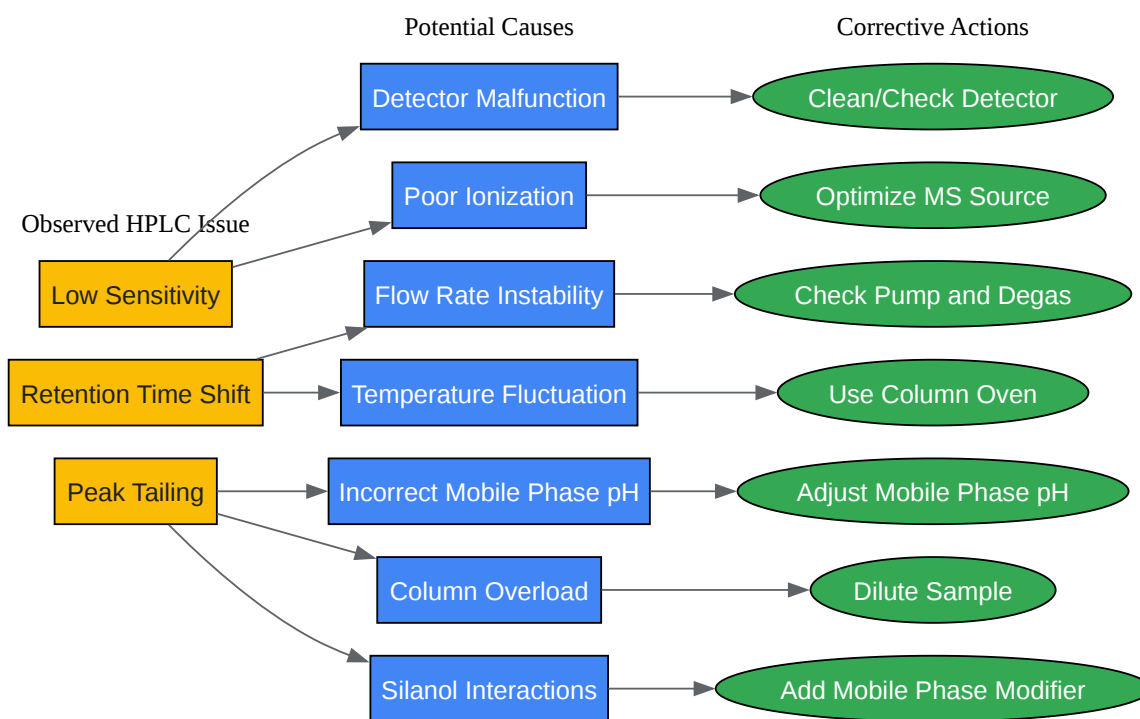 Potential Causes
Corrective Actions
Detector Malfunction
Clean/Check Detector
Poor Ionization
Optimize MS Source
Observed HPLC Issue
Low Sensitivity
Flow Rate Instability
Check Pump and Degas
Retention Time Shift
Temperature Fluctuation
Use Column Oven
Peak Tailing
Incorrect Mobile Phase pH
Adjust Mobile Phase pH
Column Overload
Dilute Sample
Silanol Interactions
Add Mobile Phase Modifier